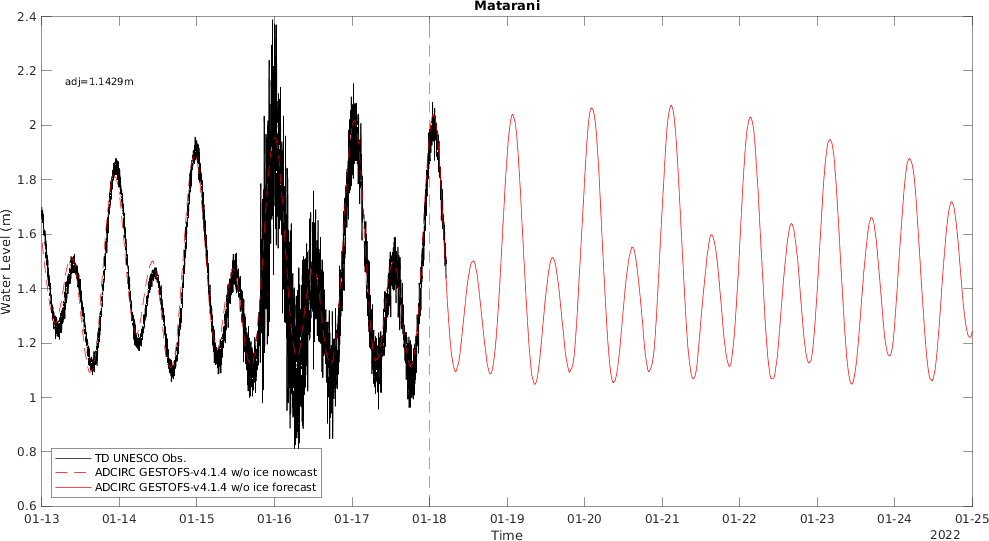 Matarani
2.4
2.2
adj=1.1429m
2
1.8
1.6
1.4
1.2
1
0.8
0.6
Water Level (m)
TD UNESCO Obs.
ADCIRC GESTOFS-v4.1.4 w/o ice nowcast
ADCIRC GESTOFS-v4.1.4 w/o ice forecast
01-13 01-14 01-15 01-16 01-17 01-18 01-19 01-20 01-21 01-22 01-23 01-24 01-25
Time
2022